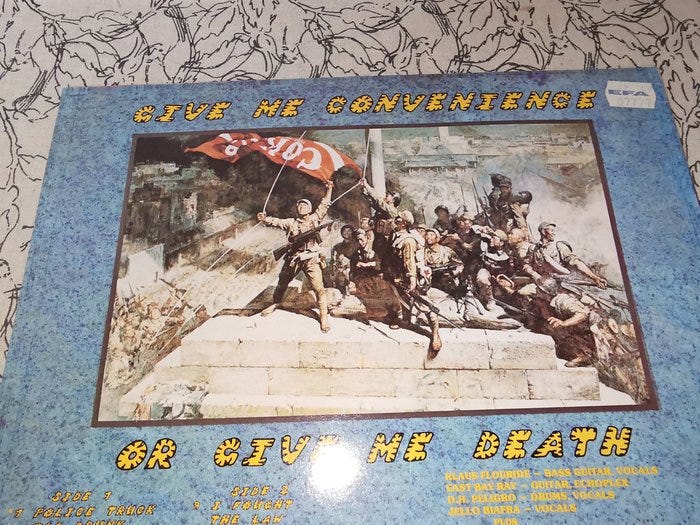 GIVE ME CONVENIENCE
EFA
OR GIVE ME DEATH
SIDE 1
*1 POLICE TRUCK
SIDE 2
* I FOUGHT
THE LAW
KLAUS FLOURIDE – BASS GUITAR, VOCALS
EAST BAY RAY – GUITAR, ECHOPLEX
D.H. PELIGRO – DRUMS, VOCALS
JELLO BIAFRA – VOCALS
PLUS